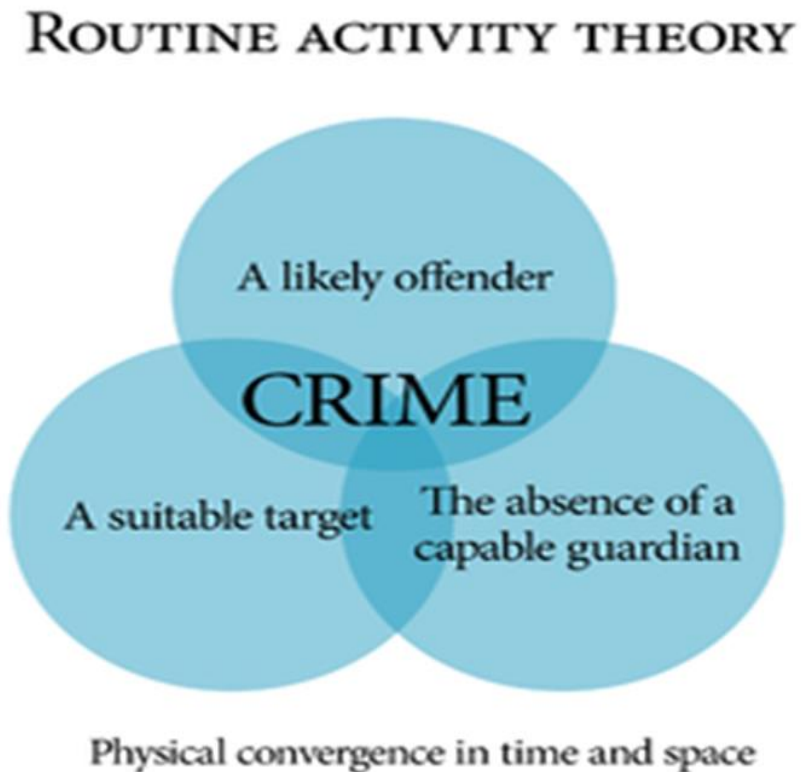 ROUTINE ACTIVITY THEORY
A likely offender
CRIME
A suitable target
The absence of a
capable guardian
Physical convergence in time and space